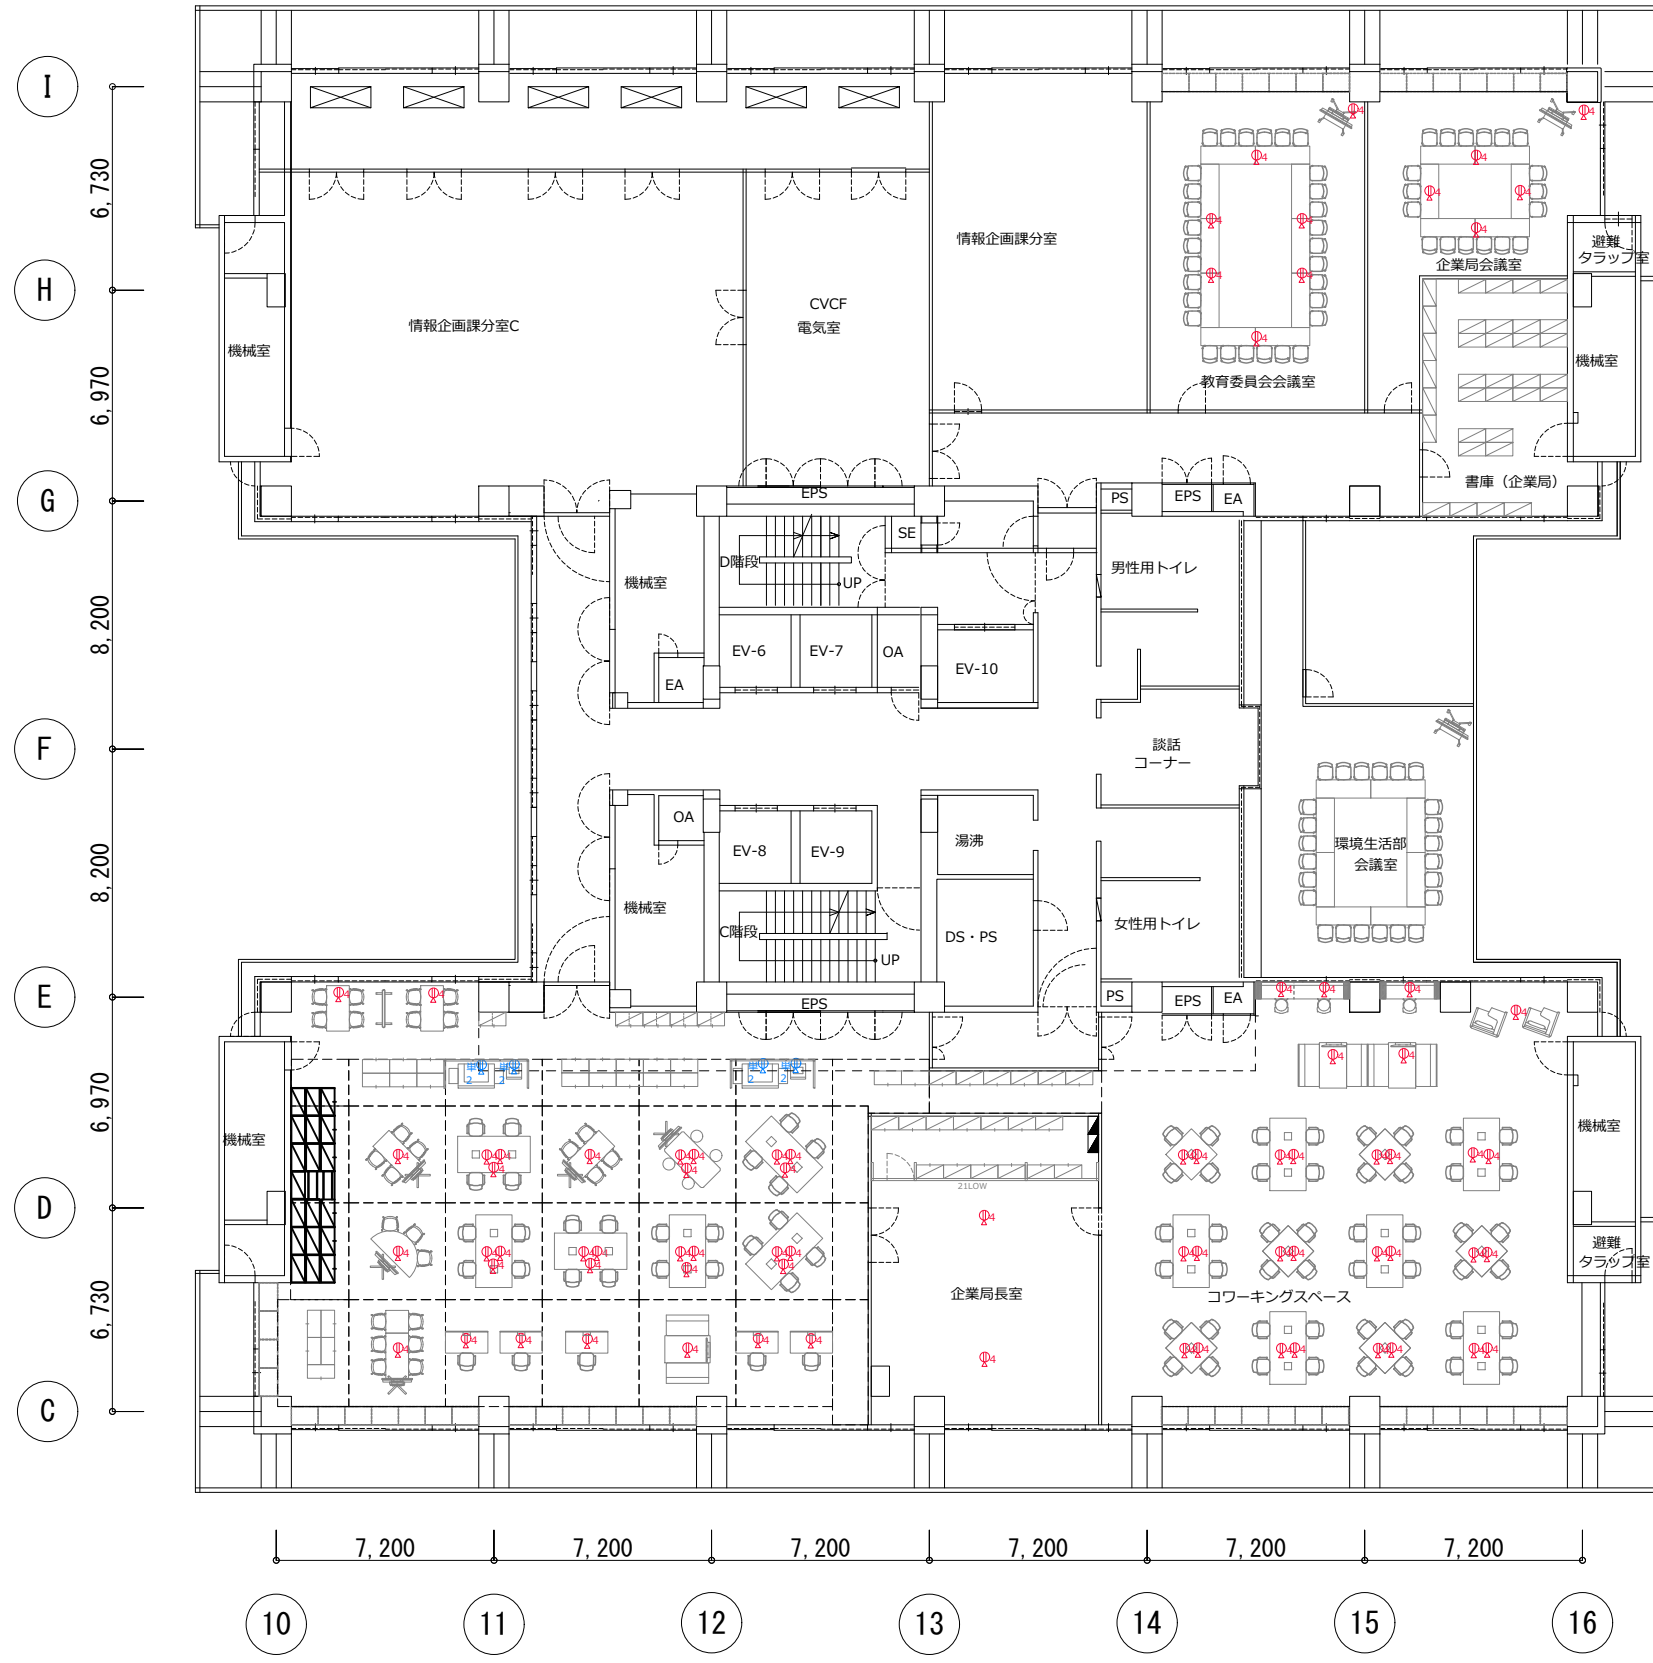 I
H
G
F
E
D
C
6,730
6,970
8,200
8,200
6,970
6,730
情報企画課分室
企業局会議室
避難
タラップ室
CVCF
電気室
情報企画課分室C
機械室
機械室
教育委員会会議室
書庫（企業局）
EPS
PS
EPS
EA
SE
D階段
UP
機械室
男性用トイレ
EV-6
EV-7
OA
EV-10
EA
談話
コーナー
OA
EV-8
EV-9
湯沸
環境生活部
会議室
機械室
C階段
UP
DS・PS
女性用トイレ
EPS
PS
EPS
EA
単
2
単
2
単
2
単
2
機械室
機械室
21LOW
避難
タラップ室
企業局長室
コワーキングスペース
7,200
7,200
7,200
7,200
7,200
7,200
10
11
12
13
14
15
16